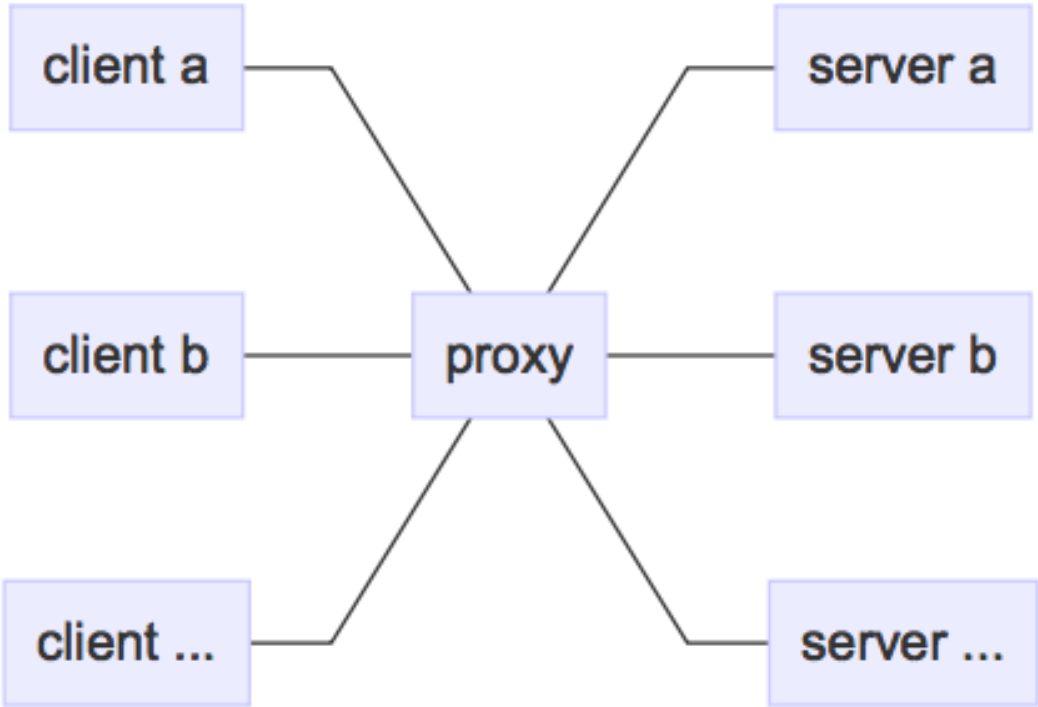 client a
server a
client b
proxy
server b
client ...
server ...